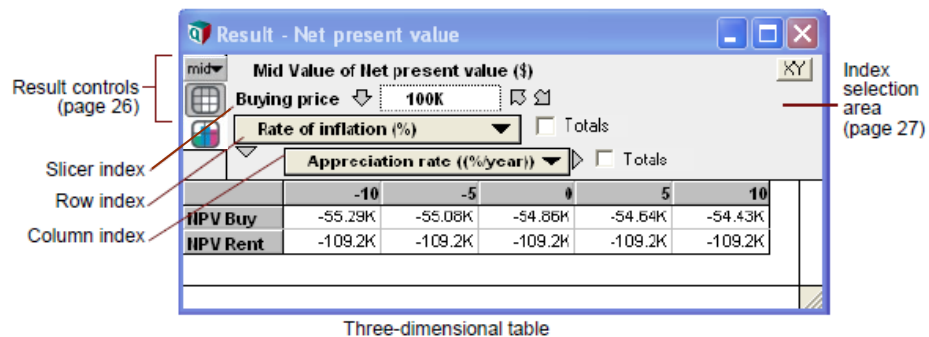 Result - Net present value
mid
Mid Value of Net present value ($)
XY
Result controls
(page 26)
Index
selection
area
(page 27)
Buying price 100K
Rate of inflation (%) Totals
Slicer index
Appreciation rate ((%/year)) Totals
Row index
-10 -5 0 5 10
Column index
NPV Buy -55.29K -55.08K -54.86K -54.64K -54.43K
NPV Rent -109.2K -109.2K -109.2K -109.2K -109.2K
Three-dimensional table